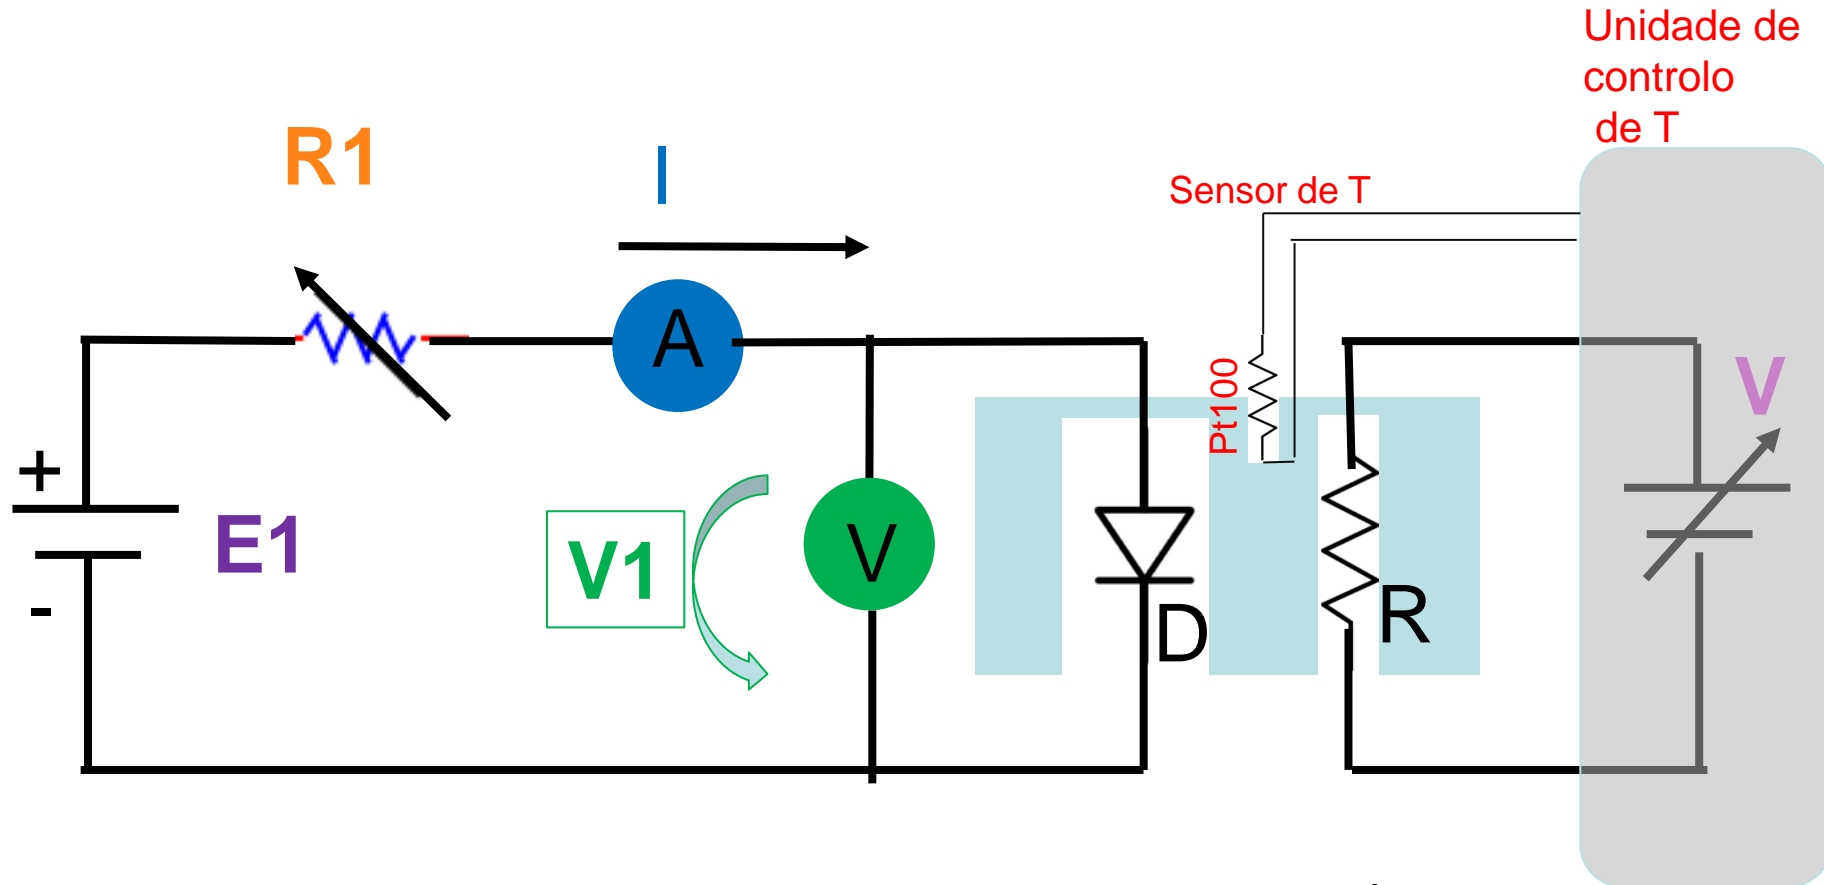 Unidade de
controlo
de T
R1
I
Sensor de T
A
Pt100
V
+
E1
-
V1
V
D
R